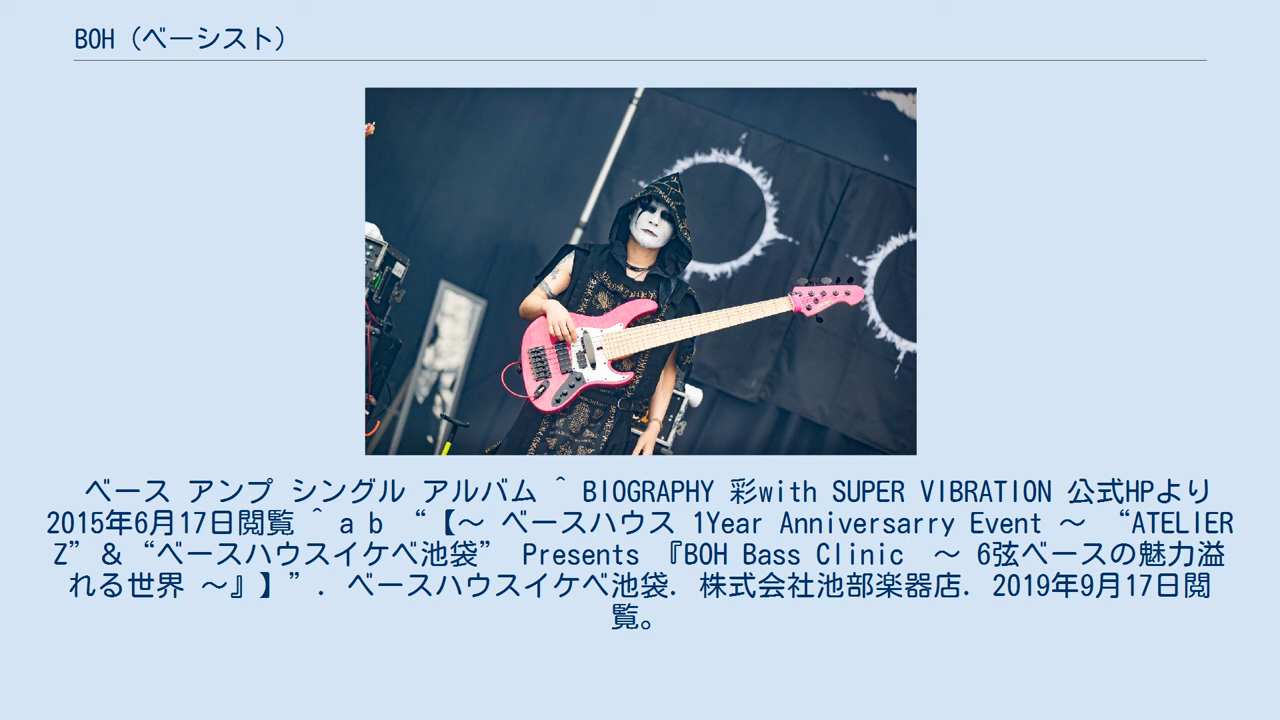 BOH（ベーシスト）
ベース アンプ シングル アルバム ^ BIOGRAPHY 彩with SUPER VIBRATION 公式HPより
2015年6月17日閲覧 ^ a b “【～ ベースハウス 1Year Anniversarry Event ～ “ATELIER
Z” & “ベースハウスイケベ池袋” Presents 『BOH Bass Clinic ～ 6弦ベースの魅力溢
れる世界 ～』】”. ベースハウスイケベ池袋. 株式会社池部楽器店. 2019年9月17日閲
覧。